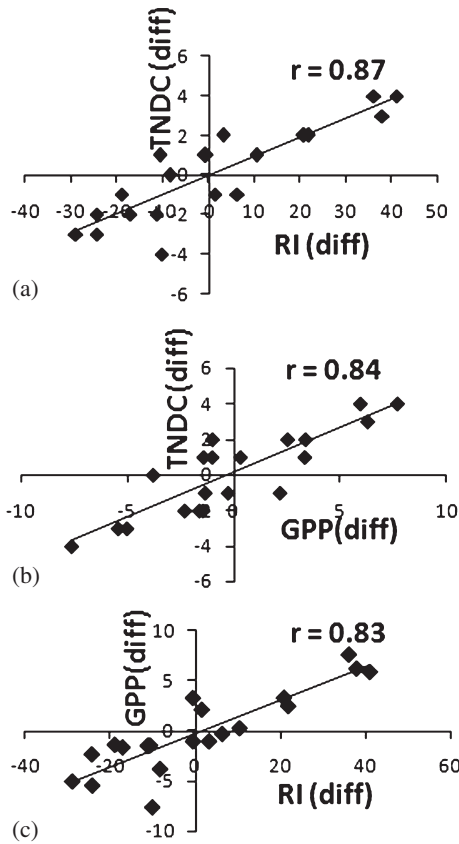 TNDC(diff)
r = 0.87
6
4
2
0
-2
-4
-6
-40 -30 -20 -10 0 10 20 30 40 50
RI (diff)
(a)
TNDC(diff)
r = 0.84
6
4
2
0
-2
-4
-6
-10 -5 0 5 10
GPP(diff)
(b)
GPP(diff)
r = 0.83
10
5
0
-5
-10
-40 -20 0 20 40 60
RI (diff)
(c)